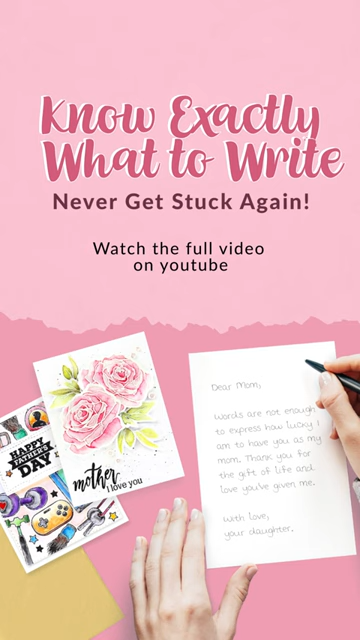 Know Exactly
What to Write
Never Get Stuck Again!
Watch the full video
on youtube
Dear Mom,
Words are not enough
to express how lucky I
am to have you as my
mom. Thank you for
the gift of life and
love you've given me.
With love,
your daughter.
HAPPY
FATHER'S
DAY
mother
i love you